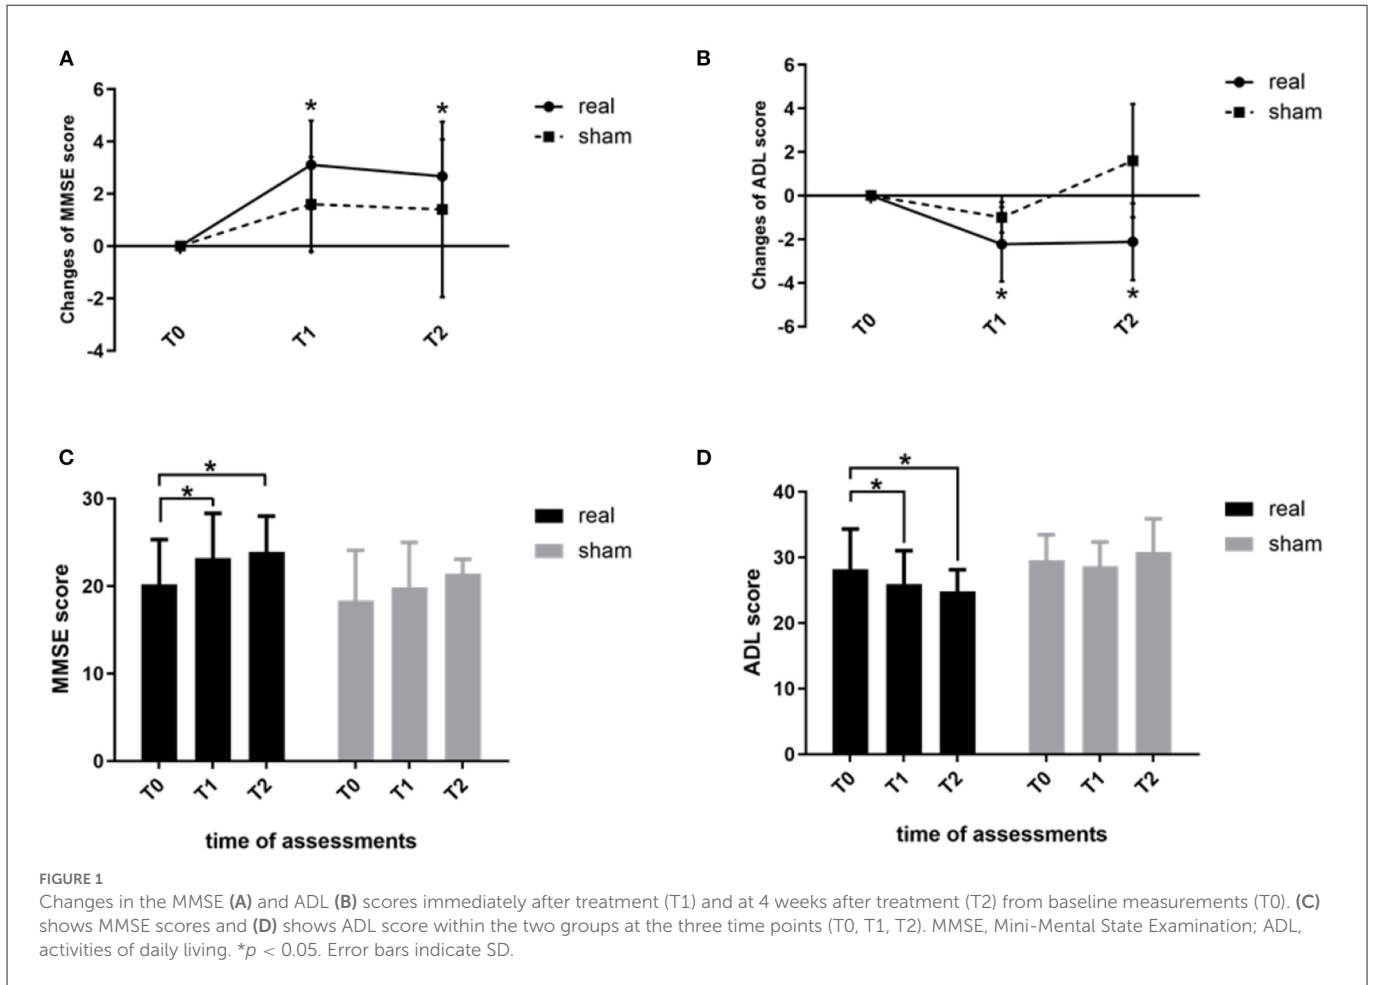 A
6
4
2
0
-2
-4
Changes of MMSE score
* *
T0 T1 T2
real
sham
B
6
4
2
0
-2
-4
-6
Changes of ADL score
* *
T0 T1 T2
real
sham
C
* *
30
20
10
0
MMSE score
T0 T1 T2 T0 T1 T2
time of assessments
real
sham
D
* *
40
30
20
10
0
ADL score
T0 T1 T2 T0 T1 T2
time of assessments
real
sham
FIGURE 1
Changes in the MMSE (A) and ADL (B) scores immediately after treatment (T1) and at 4 weeks after treatment (T2) from baseline measurements (T0). (C)
shows MMSE scores and (D) shows ADL score within the two groups at the three time points (T0, T1, T2). MMSE, Mini-Mental State Examination; ADL,
activities of daily living. *p < 0.05. Error bars indicate SD.